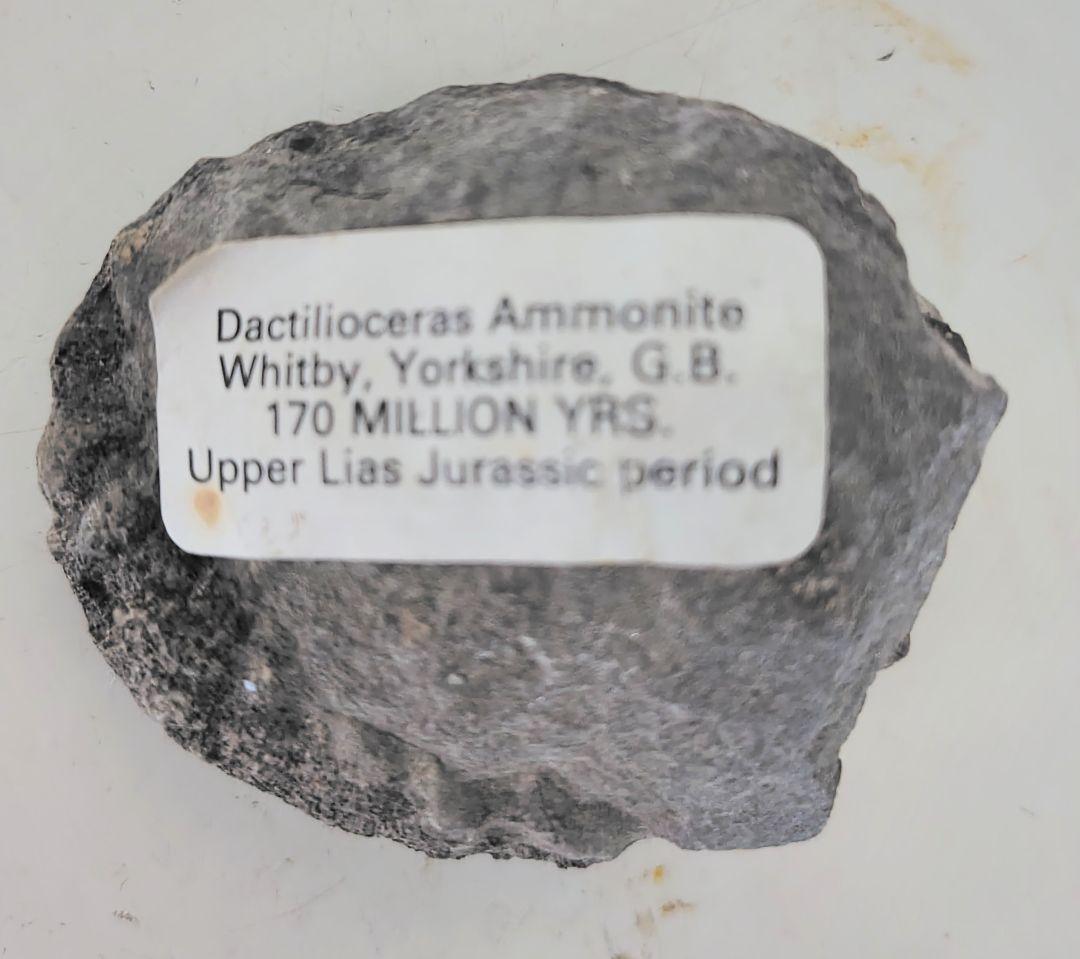 Dactilioceras Ammonite
Whitby, Yorkshire, G.B.
170 MILLION YRS.
Upper Lias Jurassic period